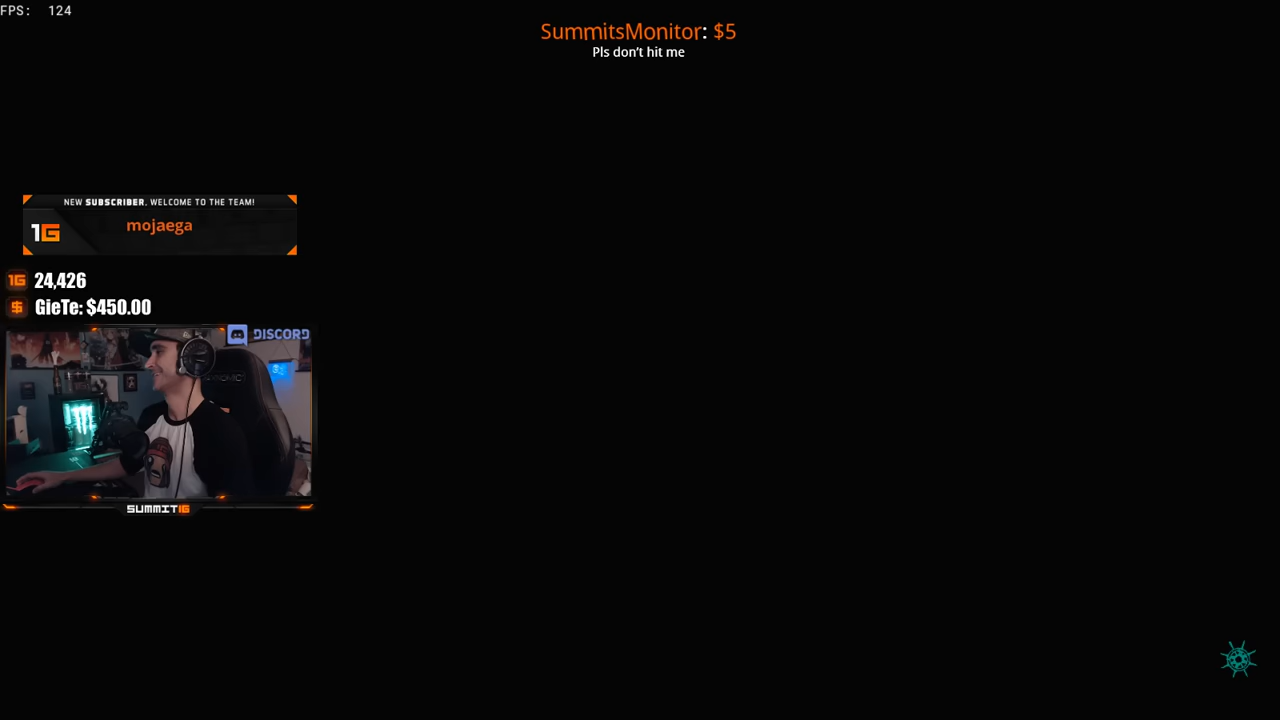 FPS: 124
SummitsMonitor: $5
Pls don't hit me
NEW SUBSCRIBER, WELCOME TO THE TEAM!
1G
mojaega
1G 24,426
$ GieTe: $450.00
DISCORD
SUMMIT1G